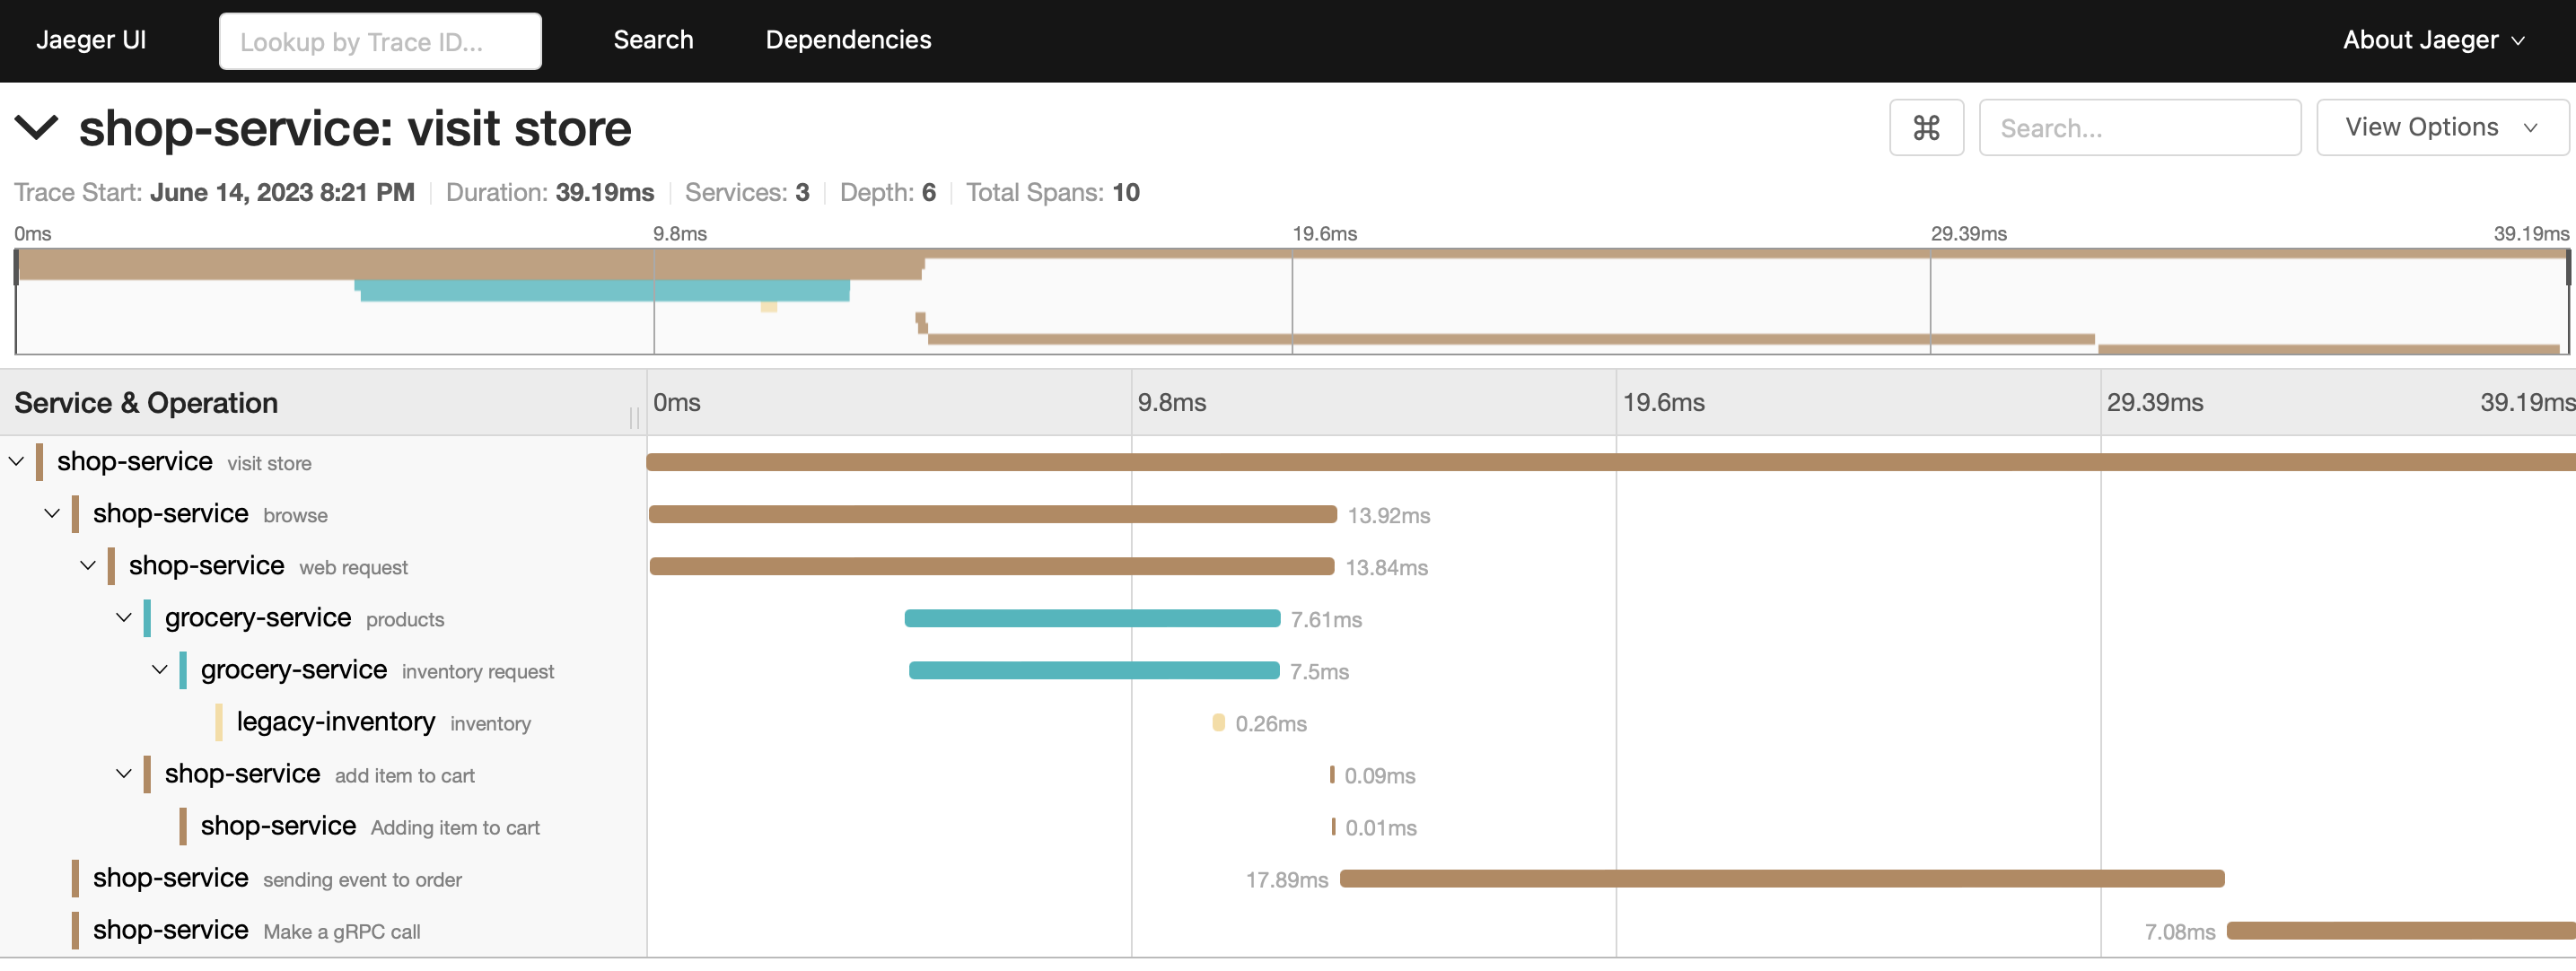 Jaeger UI Lookup by Trace ID... Search Dependencies About Jaeger
shop-service: visit store ⌘ Search... View Options
Trace Start: June 14, 2023 8:21 PM Duration: 39.19ms Services: 3 Depth: 6 Total Spans: 10
0ms 9.8ms 19.6ms 29.39ms 39.19ms
Service & Operation 0ms 9.8ms 19.6ms 29.39ms 39.19ms
shop-service visit store
shop-service browse 13.92ms
shop-service web request 13.84ms
grocery-service products 7.61ms
grocery-service inventory request 7.5ms
legacy-inventory inventory 0.26ms
shop-service add item to cart 0.09ms
shop-service Adding item to cart 0.01ms
shop-service sending event to order 17.89ms
shop-service Make a gRPC call 7.08ms